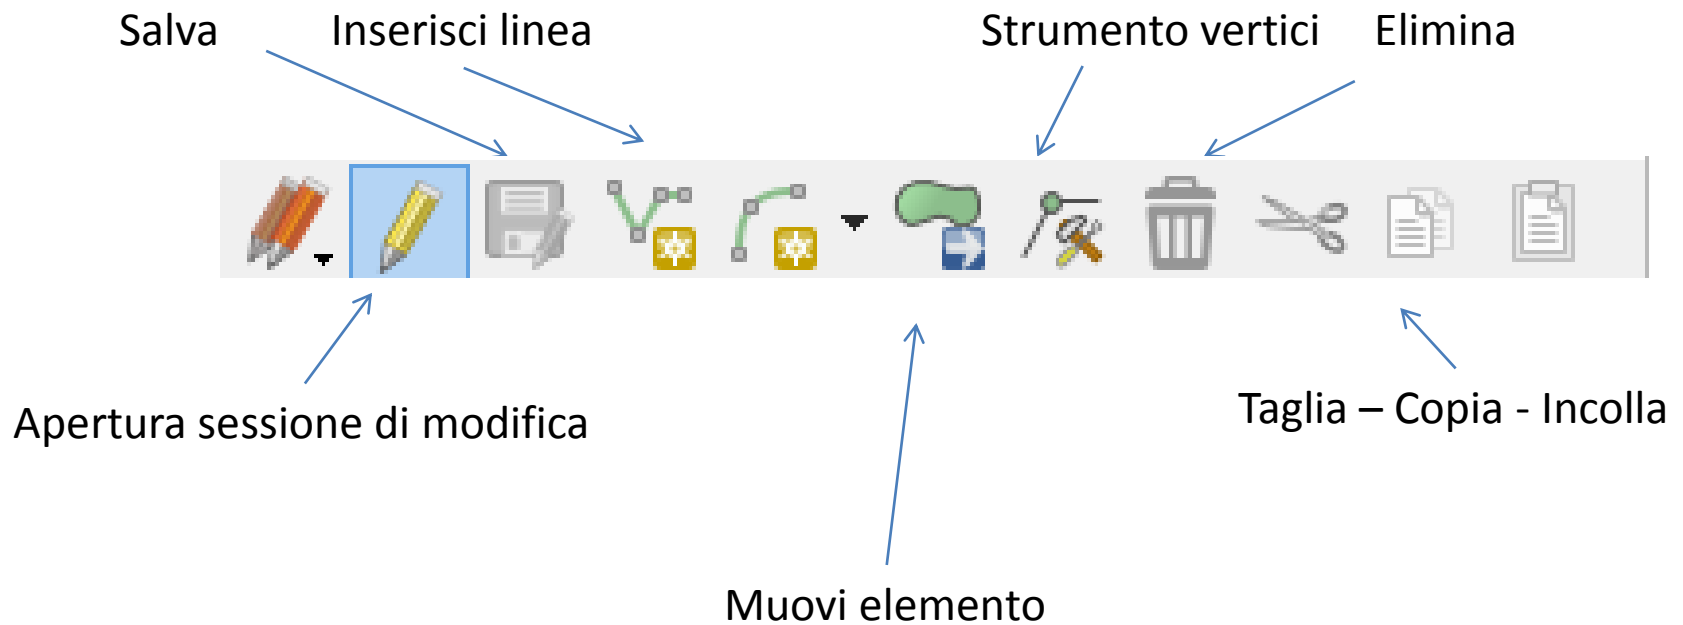 Salva
Inserisci linea
Strumento vertici
Elimina
Apertura sessione di modifica
Taglia – Copia - Incolla
Muovi elemento